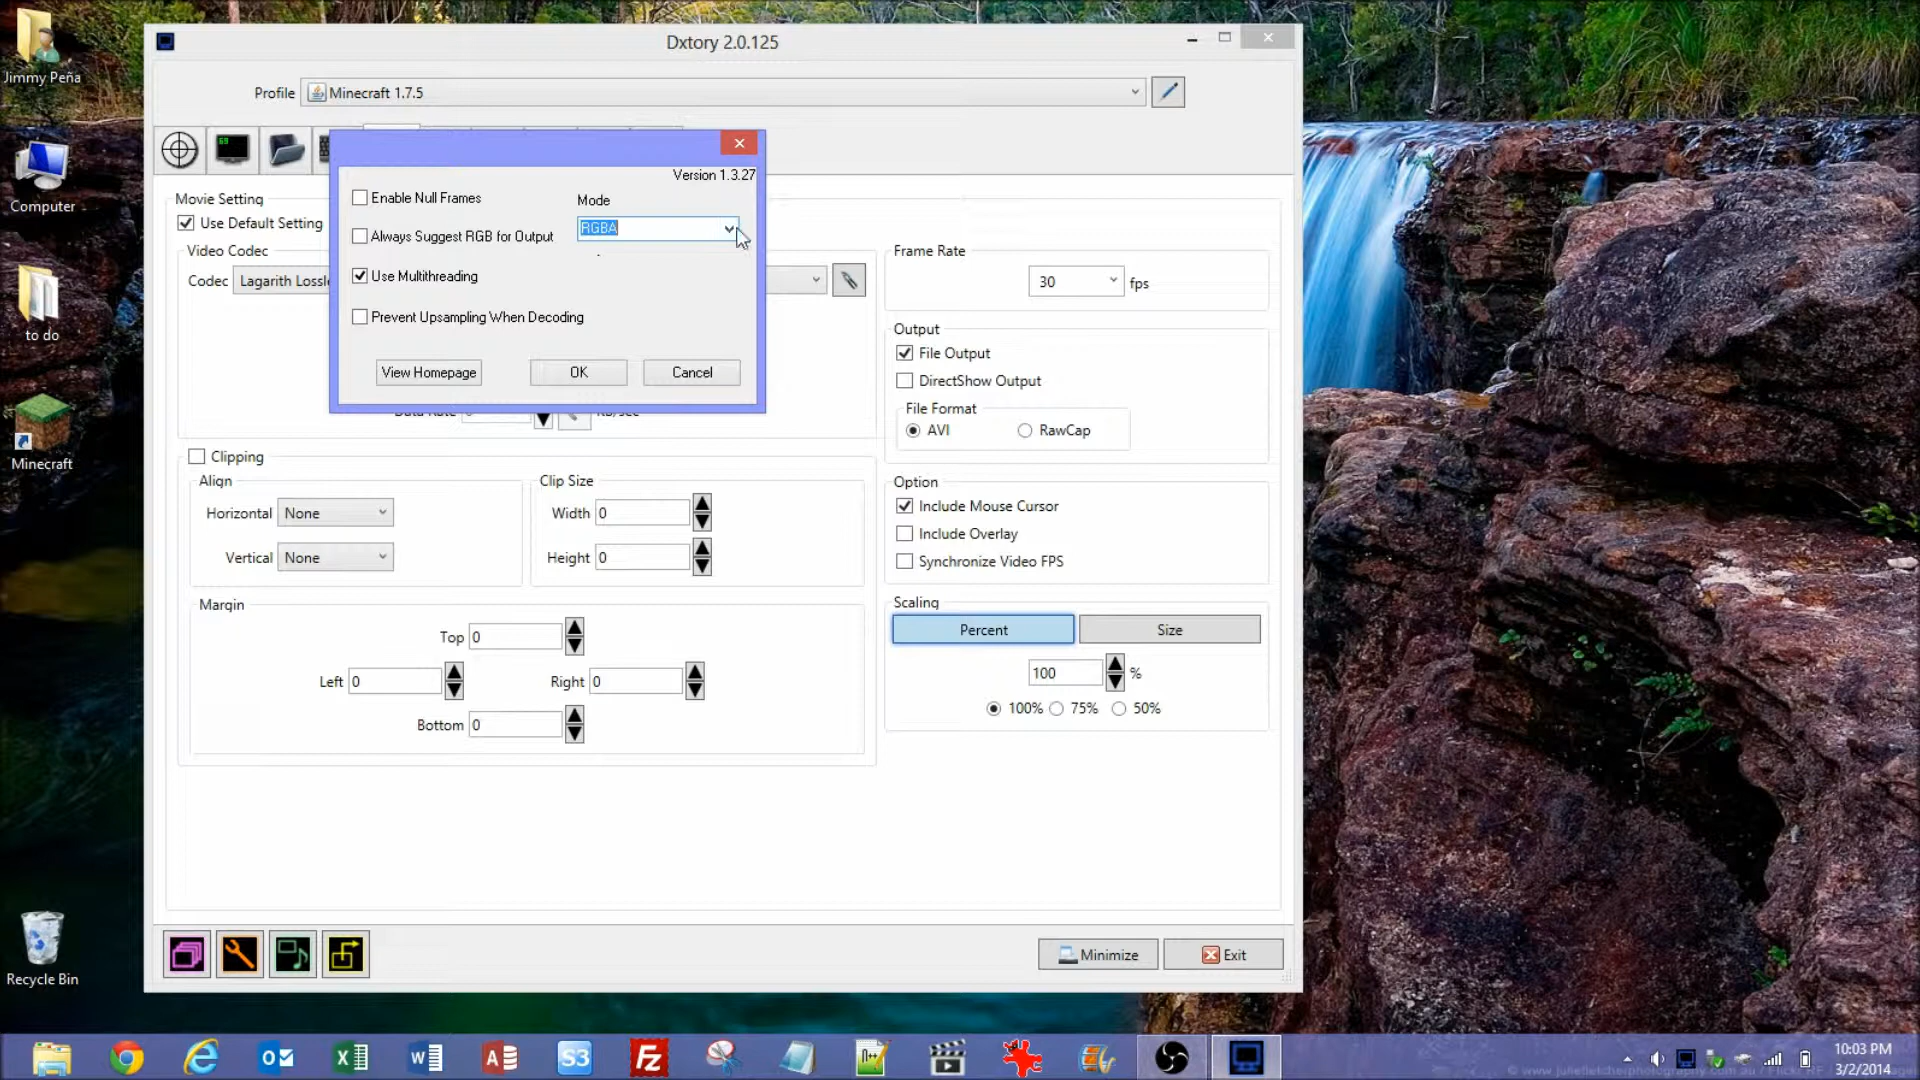 Jimmy Peña
Computer
to do
Minecraft
Recycle Bin
Dxtory 2.0.125
Profile
Minecraft 1.7.5
Version 1.3.27
Enable Null Frames
Mode
RGBA
Always Suggest RGB for Output
Use Multithreading
Prevent Upsampling When Decoding
View Homepage
OK
Cancel
Movie Setting
Use Default Setting
Video Codec
Codec
Lagarith Lossle
Clipping
Align
Horizontal
None
Vertical
None
Clip Size
Width 0
Height 0
Margin
Top 0
Left 0
Right 0
Bottom 0
Frame Rate
30
fps
Output
File Output
DirectShow Output
File Format
AVI
RawCap
Option
Include Mouse Cursor
Include Overlay
Synchronize Video FPS
Scaling
Percent
Size
100 %
100% 75% 50%
Minimize
Exit
10:03 PM
3/2/2014